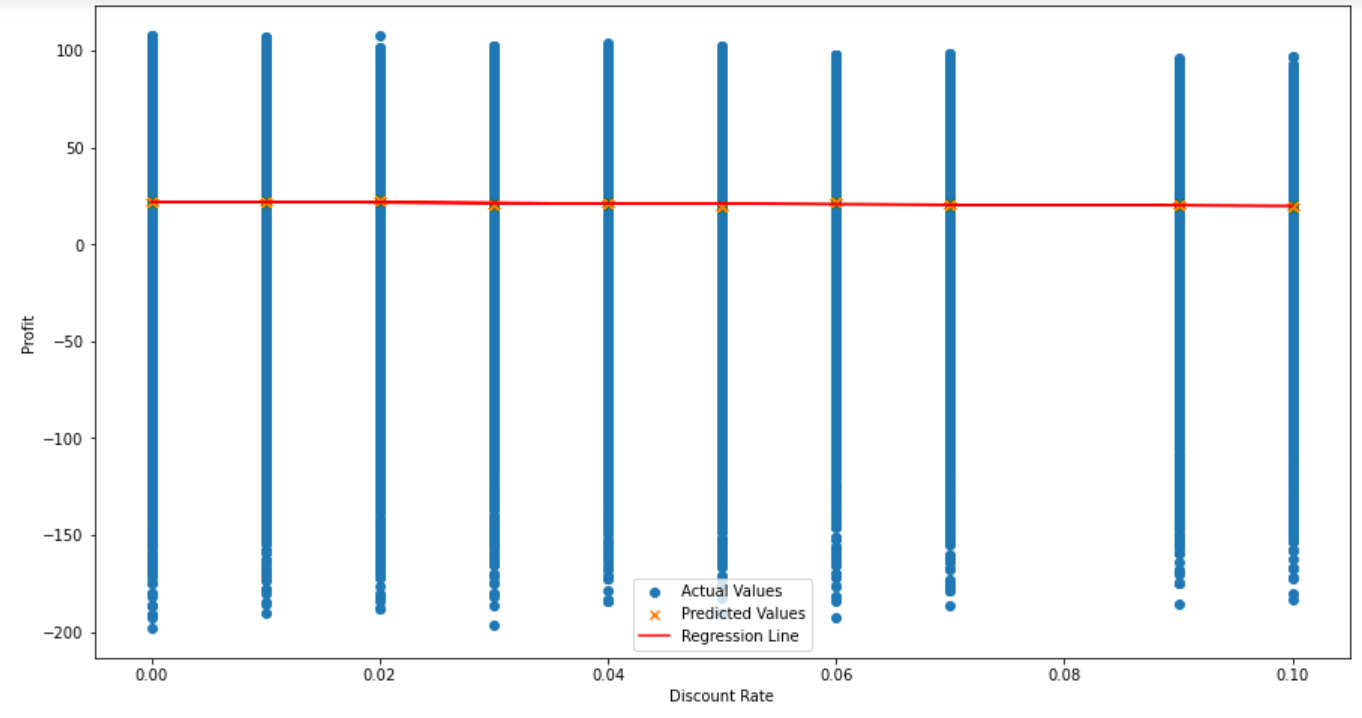 100
50
0
−50
−100
−150
−200
Profit
Actual Values
Predicted Values
Regression Line
0.00 0.02 0.04 0.06 0.08 0.10
Discount Rate